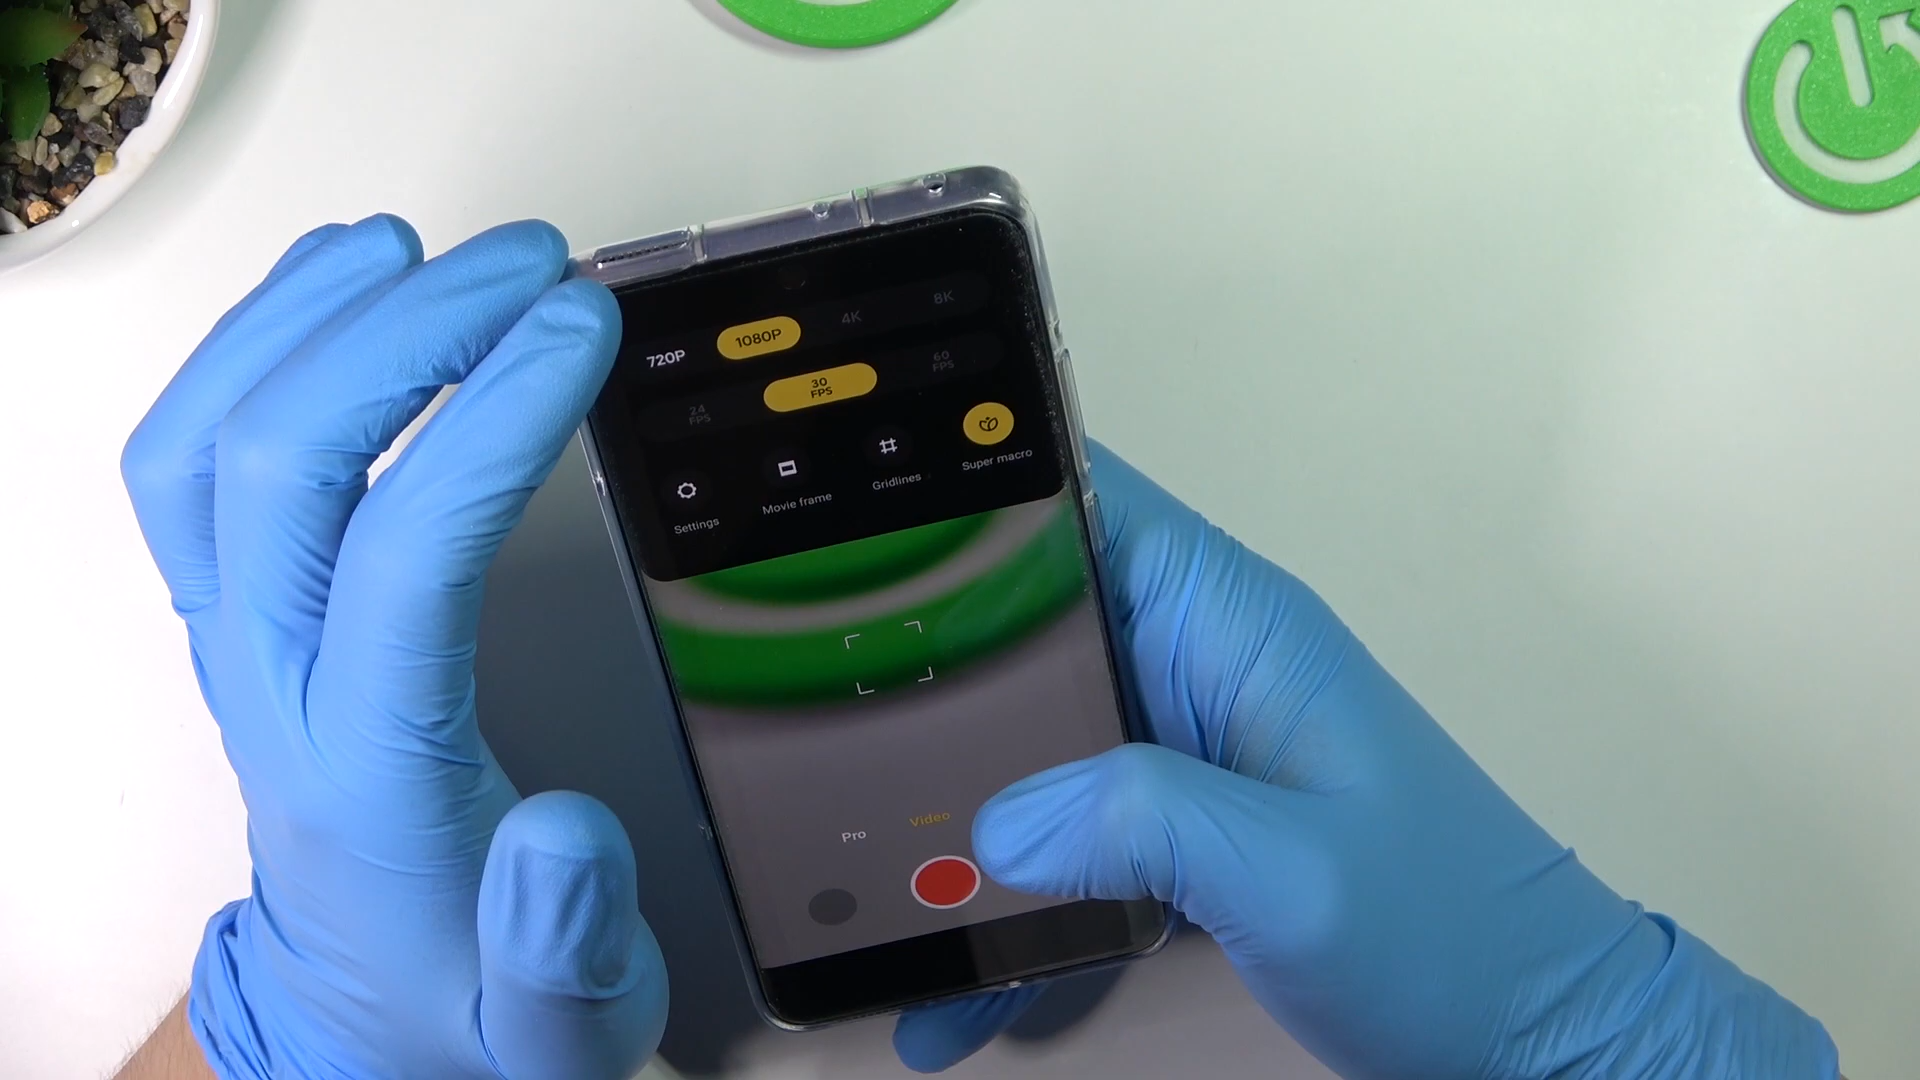 720P 1080P 4K 8K
24 FPS 30 FPS 60 FPS
Settings Movie frame Gridlines Super macro
Pro Video